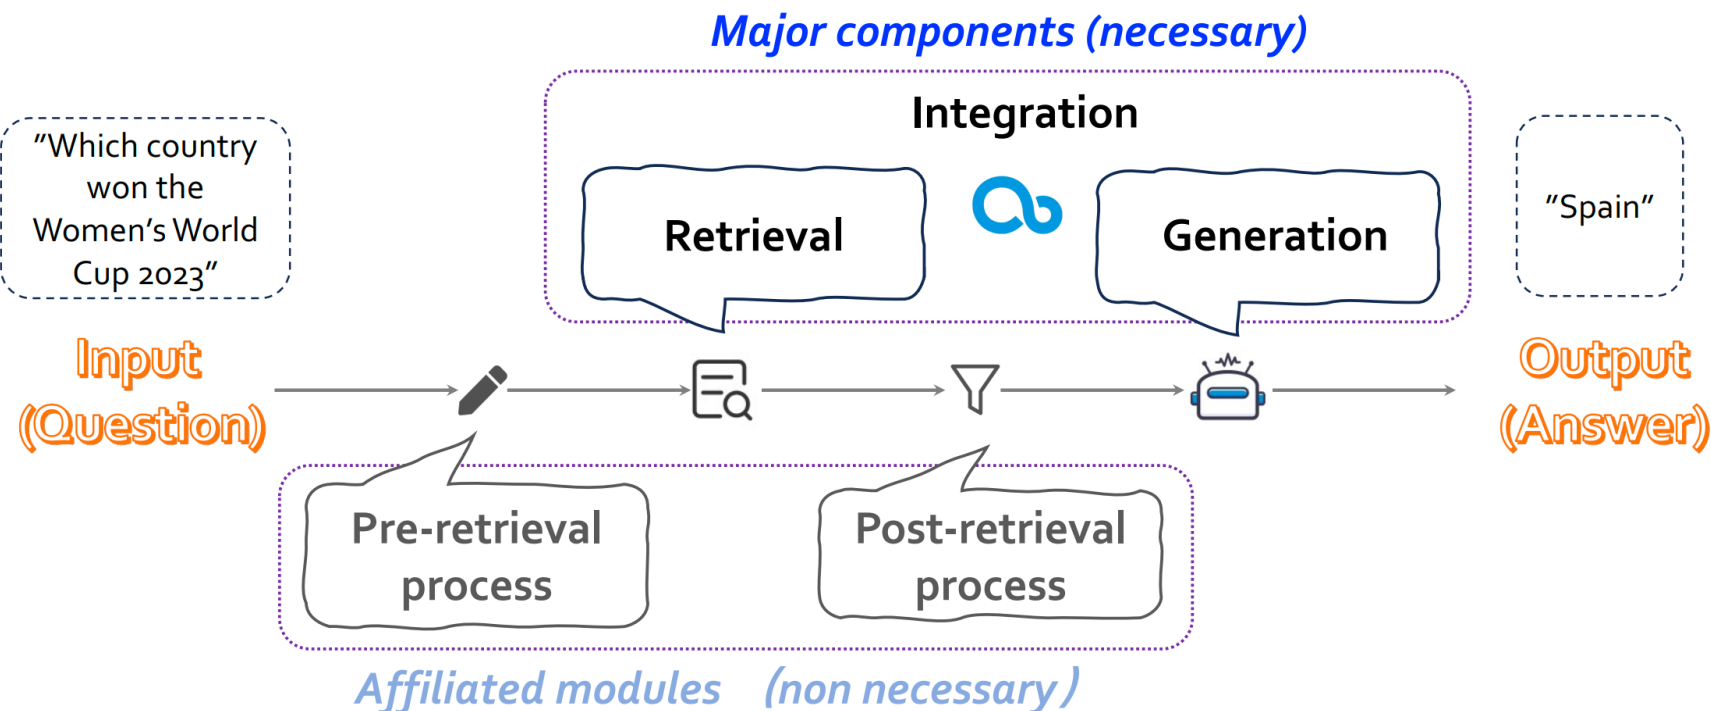 Major components (necessary)
Integration
"Which country
won the
Women's World
Cup 2023"
Retrieval
Generation
"Spain"
Input
(Question)
Output
(Answer)
Pre-retrieval
process
Post-retrieval
process
Affiliated modules (non necessary)